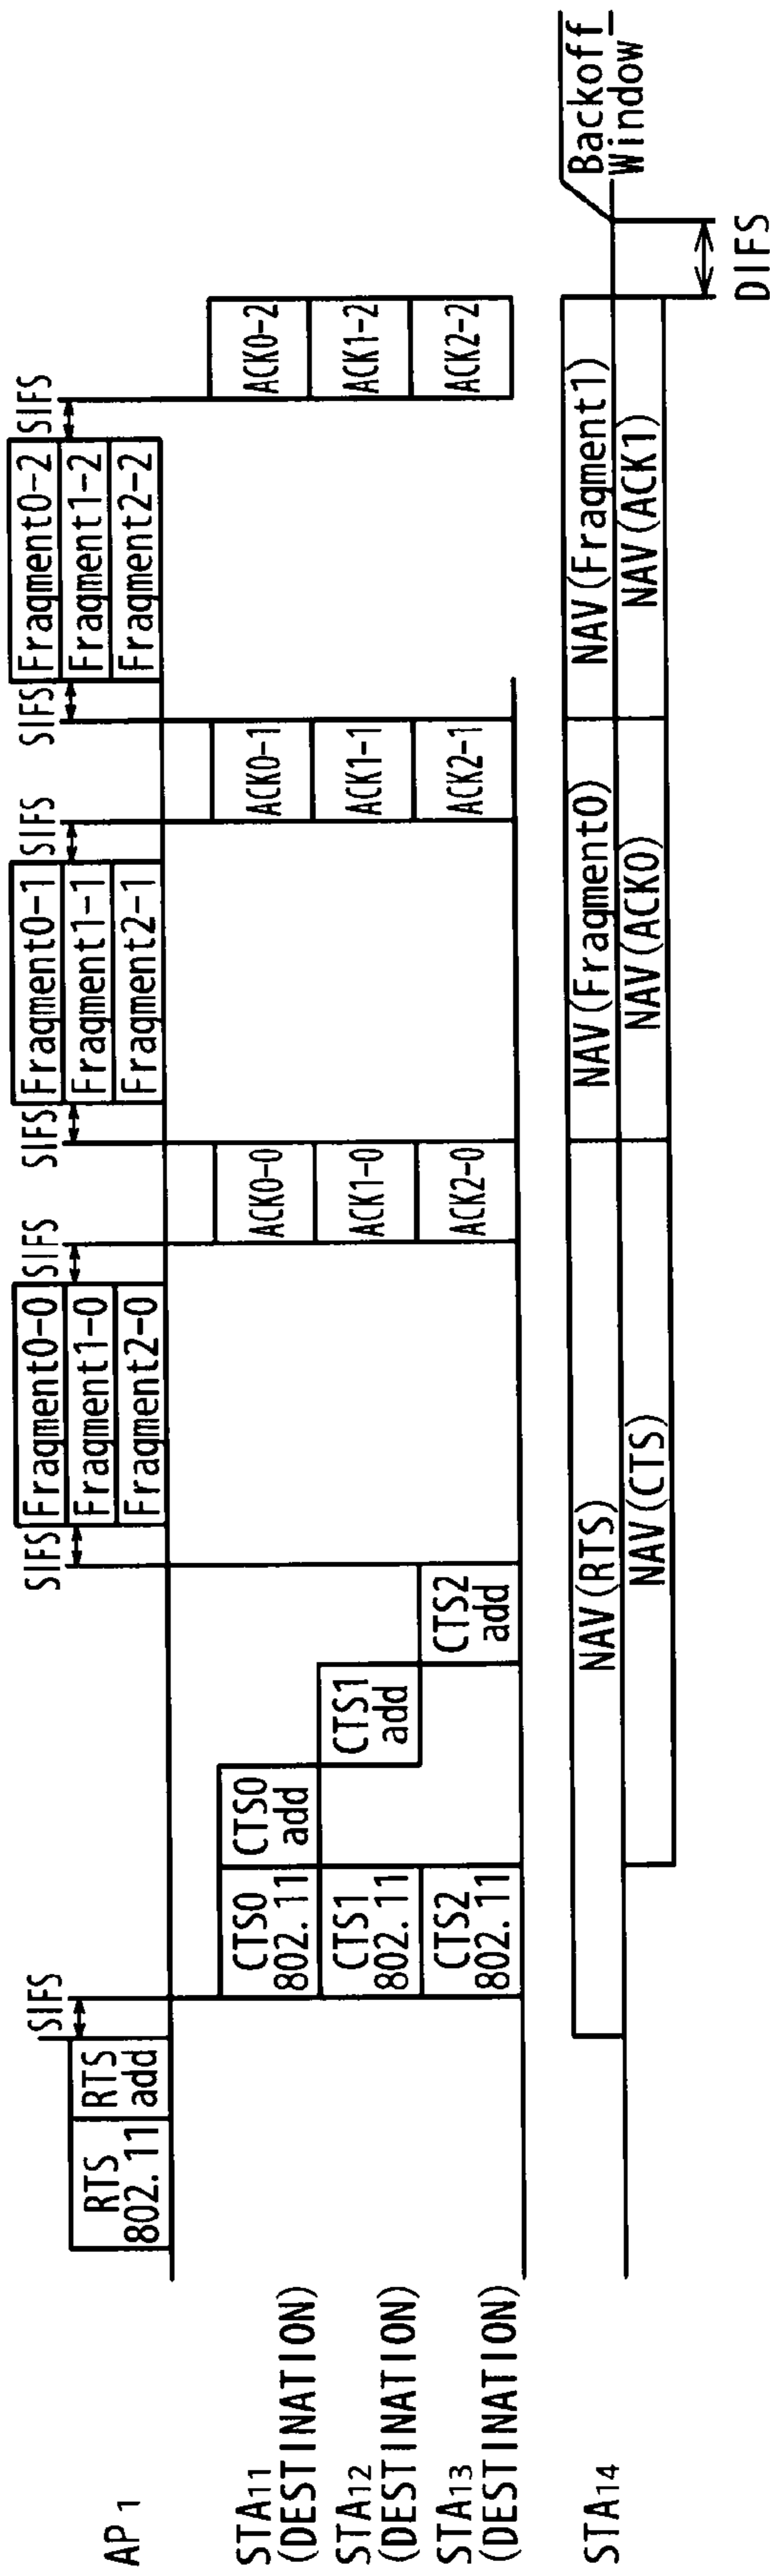 SIFS
SIFS
SIFS
SIFS
SIFS
SIFS
SIFS
AP1
RTS
802.11
RTS
add
Fragment0-0
Fragment1-0
Fragment2-0
Fragment0-1
Fragment1-1
Fragment2-1
Fragment0-2
Fragment1-2
Fragment2-2
STA11
(DESTINATION)
CTS0
802.11
CTS0
add
ACK0-0
ACK0-1
ACK0-2
STA12
(DESTINATION)
CTS1
802.11
CTS1
add
ACK1-0
ACK1-1
ACK1-2
STA13
(DESTINATION)
CTS2
802.11
CTS2
add
ACK2-0
ACK2-1
ACK2-2
STA14
NAV(RTS)
NAV(Fragment0)
NAV(Fragment1)
Backoff
Window
NAV(CTS)
NAV(ACK0)
NAV(ACK1)
DIFS